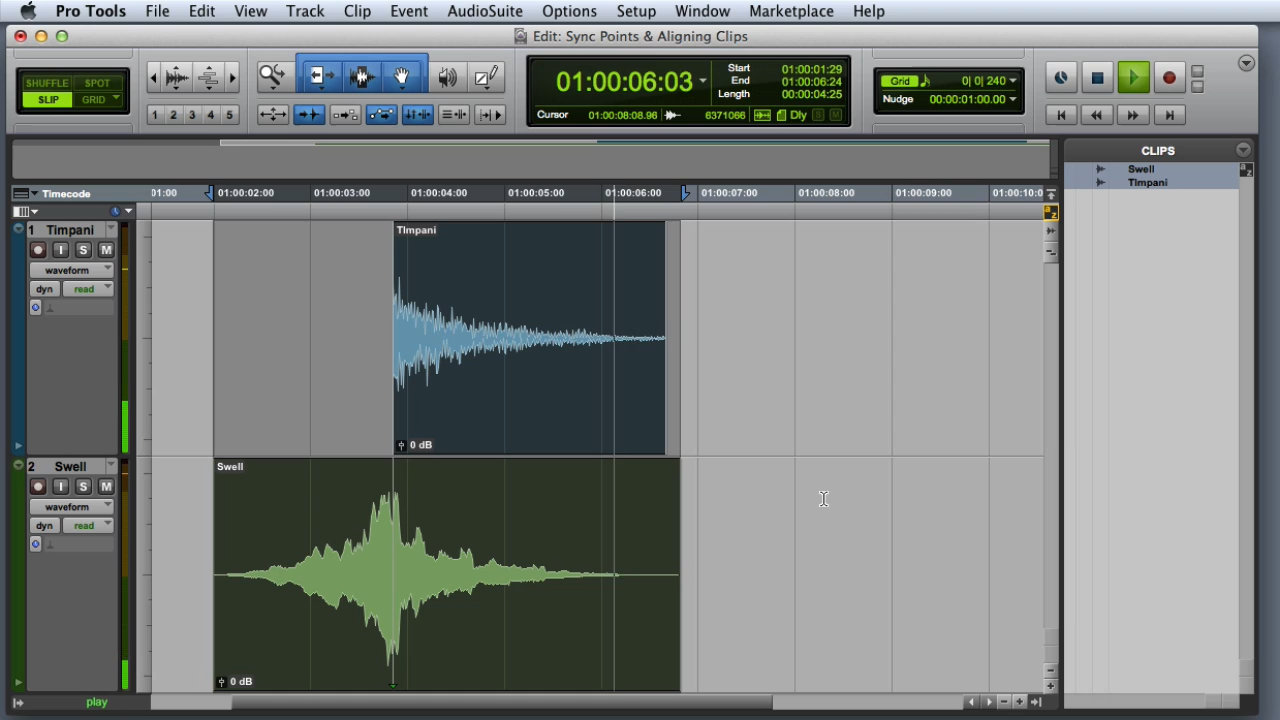 Pro Tools File Edit View Track Clip Event AudioSuite Options Setup Window Marketplace Help
Edit: Sync Points & Aligning Clips
SHUFFLE SPOT
SLIP GRID
1 2 3 4 5
01:00:06:03
Start 01:00:01:29
End 01:00:06:24
Length 00:00:04:25
Cursor 01:00:08:08.96 6371066 Dly
Grid 0| 0| 240
Nudge 00:00:01:00.00
CLIPS
Swell
TImpani
Timecode 01:00 01:00:02:00 01:00:03:00 01:00:04:00 01:00:05:00 01:00:06:00 01:00:07:00 01:00:08:00 01:00:09:00 01:00:10:0
1 Timpani
I S M
waveform
dyn read
TImpani
0 dB
2 Swell
I S M
waveform
dyn read
Swell
0 dB
play